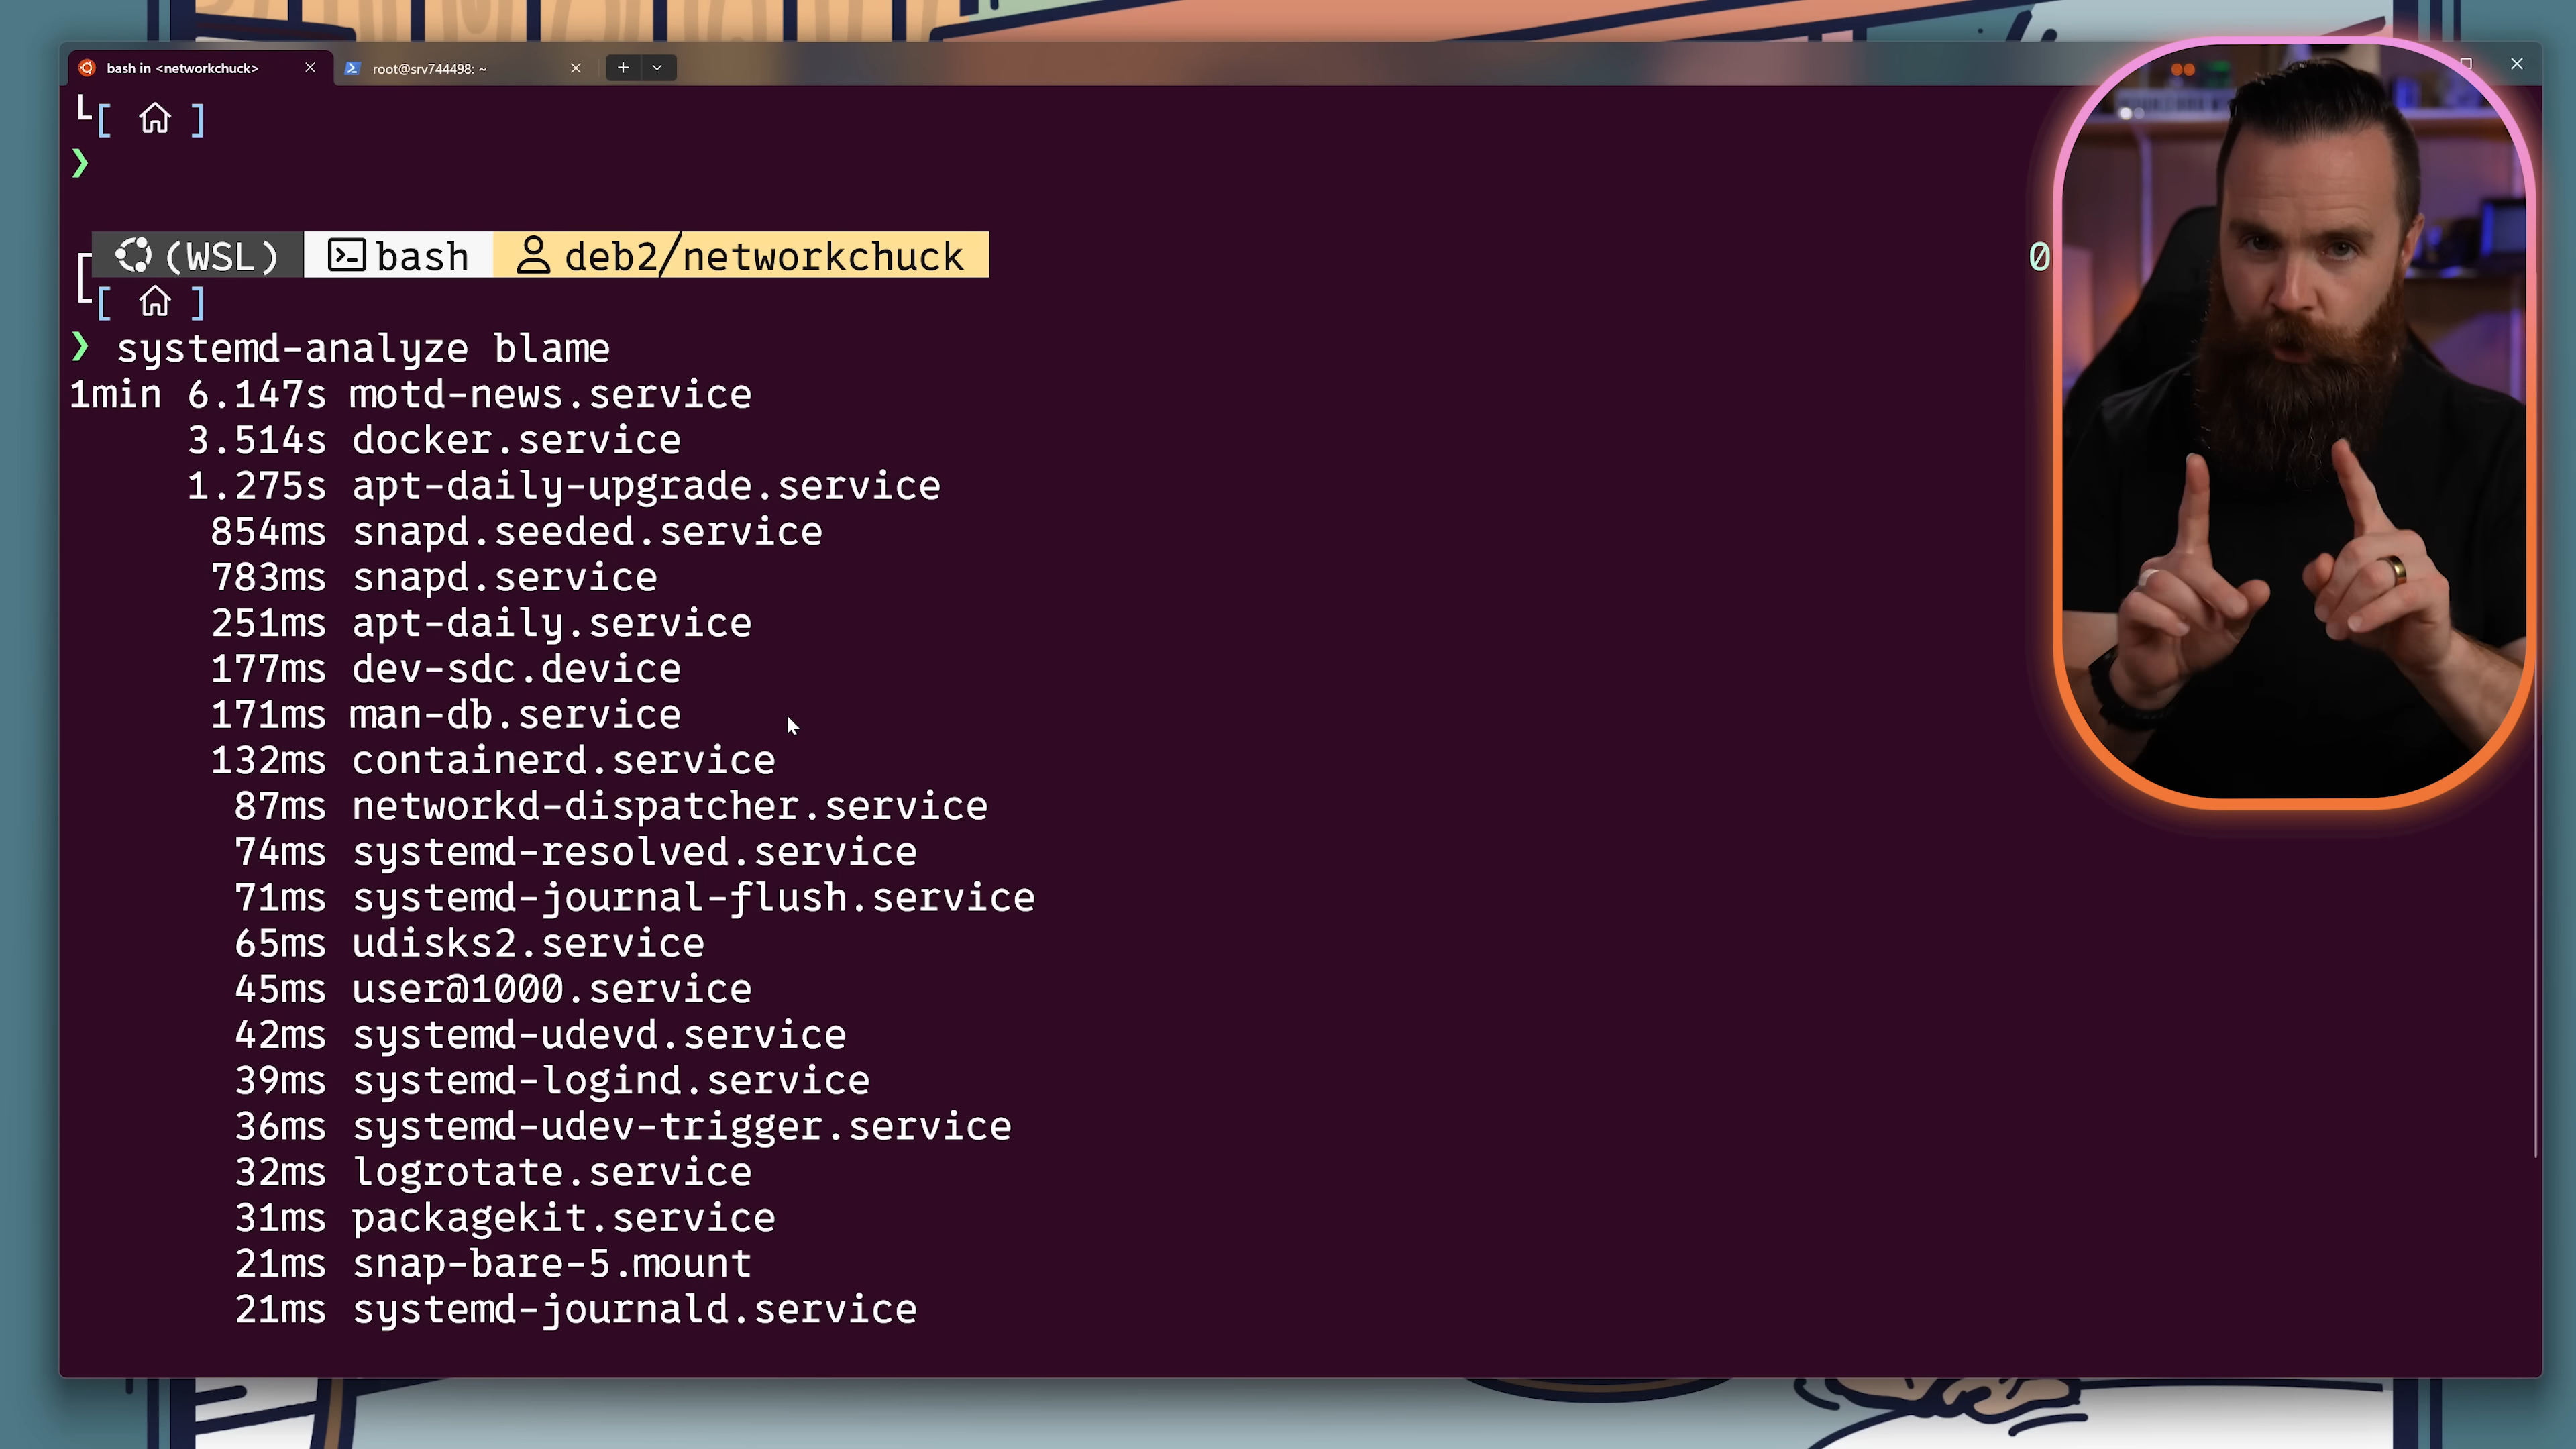 bash in <networkchuck>
root@srv744498: ~
[ ]
❯
(WSL) bash deb2/networkchuck 0
[ ]
❯ systemd-analyze blame
1min 6.147s motd-news.service
3.514s docker.service
1.275s apt-daily-upgrade.service
854ms snapd.seeded.service
783ms snapd.service
251ms apt-daily.service
177ms dev-sdc.device
171ms man-db.service
132ms containerd.service
87ms networkd-dispatcher.service
74ms systemd-resolved.service
71ms systemd-journal-flush.service
65ms udisks2.service
45ms user@1000.service
42ms systemd-udevd.service
39ms systemd-logind.service
36ms systemd-udev-trigger.service
32ms logrotate.service
31ms packagekit.service
21ms snap-bare-5.mount
21ms systemd-journald.service